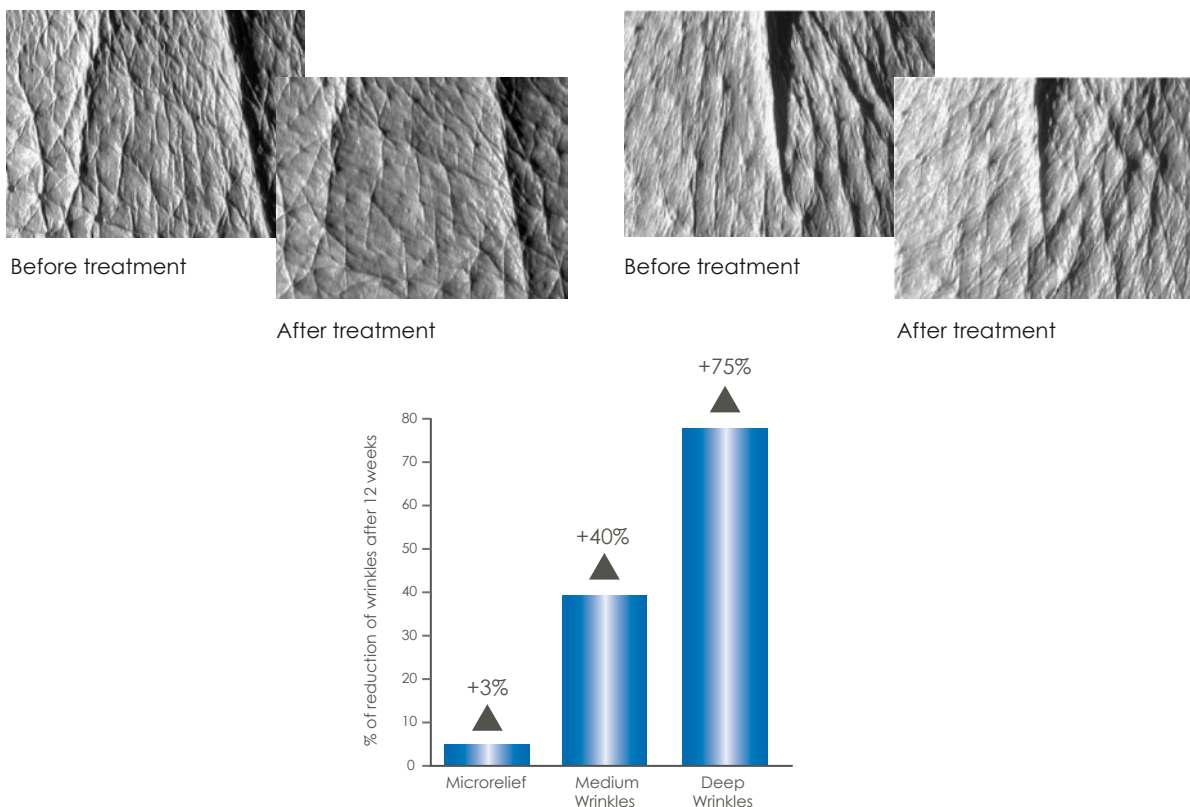 Before treatment
After treatment
Before treatment
After treatment
% of reduction of wrinkles after 12 weeks
80
70
60
50
40
30
20
10
0
+3%
+40%
+75%
Microrelief
Medium
Wrinkles
Deep
Wrinkles